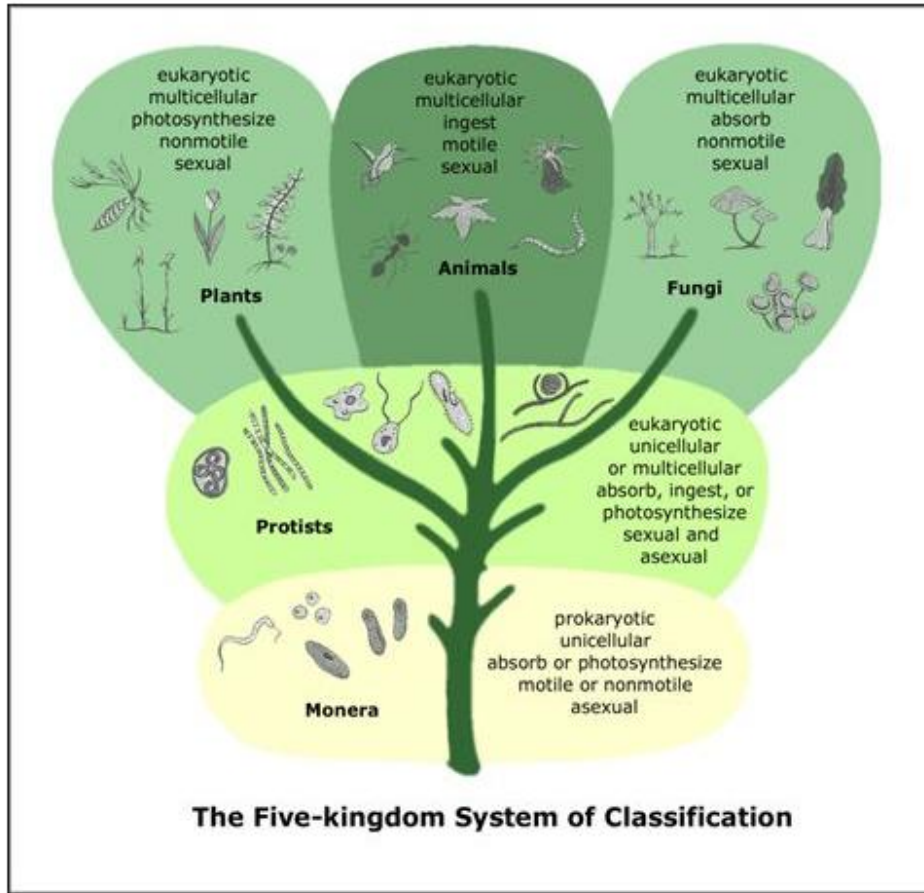 eukaryotic
multicellular
photosynthesize
nonmotile
sexual
Plants
eukaryotic
multicellular
ingest
motile
sexual
Animals
eukaryotic
multicellular
absorb
nonmotile
sexual
Fungi
Protists
eukaryotic
unicellular
or multicellular
absorb, ingest, or
photosynthesize
sexual and
asexual
Monera
prokaryotic
unicellular
absorb or photosynthesize
motile or nonmotile
asexual
The Five-kingdom System of Classification